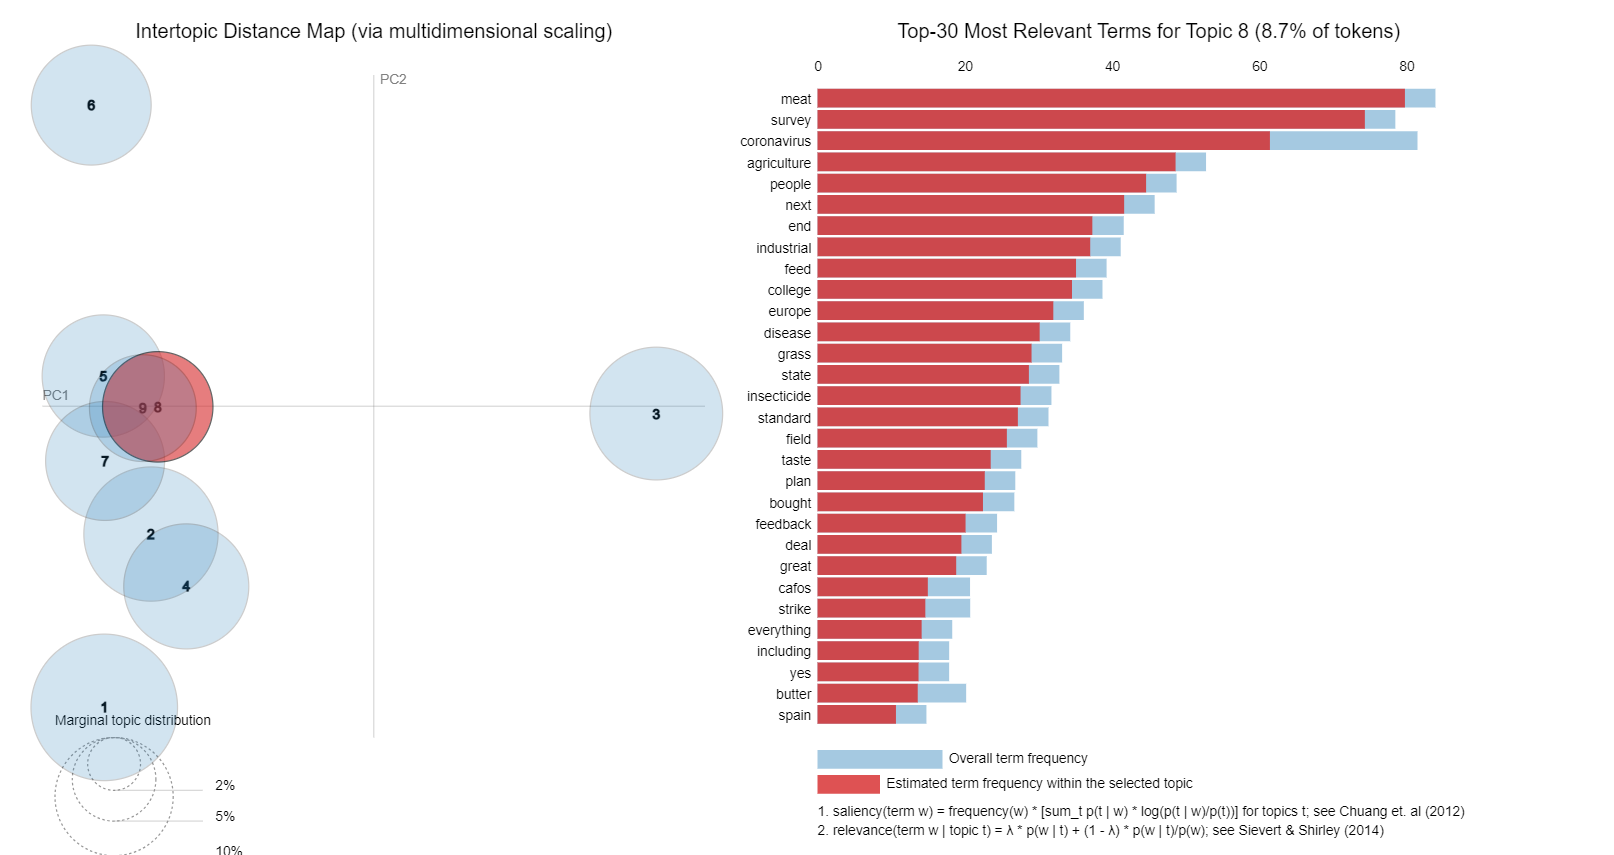 Intertopic Distance Map (via multidimensional scaling)
PC2
6
5
PC1
9
8
3
7
2
4
1
Marginal topic distribution
2%
5%
10%
Top-30 Most Relevant Terms for Topic 8 (8.7% of tokens)
0 20 40 60 80
meat
survey
coronavirus
agriculture
people
next
end
industrial
feed
college
europe
disease
grass
state
insecticide
standard
field
taste
plan
bought
feedback
deal
great
cafos
strike
everything
including
yes
butter
spain
Overall term frequency
Estimated term frequency within the selected topic
1. saliency(term w) = frequency(w) * [sum_t p(t | w) * log(p(t | w)/p(t))] for topics t; see Chuang et. al (2012)
2. relevance(term w | topic t) = λ * p(w | t) + (1 - λ) * p(w | t)/p(w); see Sievert & Shirley (2014)